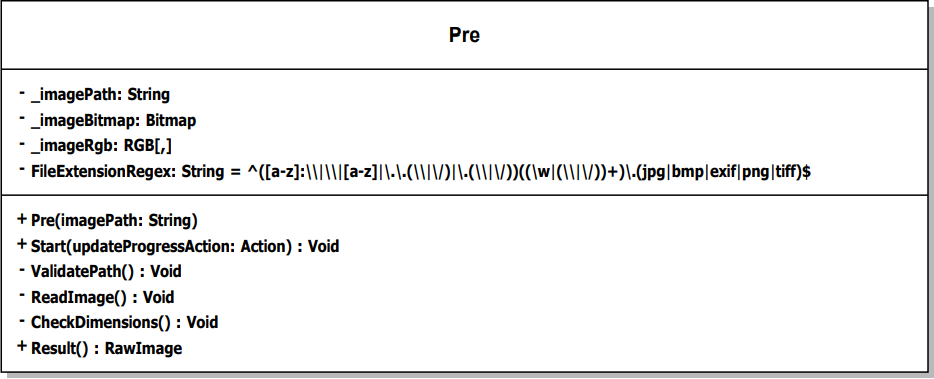 Pre
- _imagePath: String
- _imageBitmap: Bitmap
- _imageRgb: RGB[,]
- FileExtensionRegex: String = ^([a-z]:\\|\\|[a-z]|\.\.(\\|\/)|\.(\\|\/))((\w|(\\|\/))+)\.(jpg|bmp|exif|png|tiff)$
+ Pre(imagePath: String)
+ Start(updateProgressAction: Action) : Void
- ValidatePath() : Void
- ReadImage() : Void
- CheckDimensions() : Void
+ Result() : RawImage